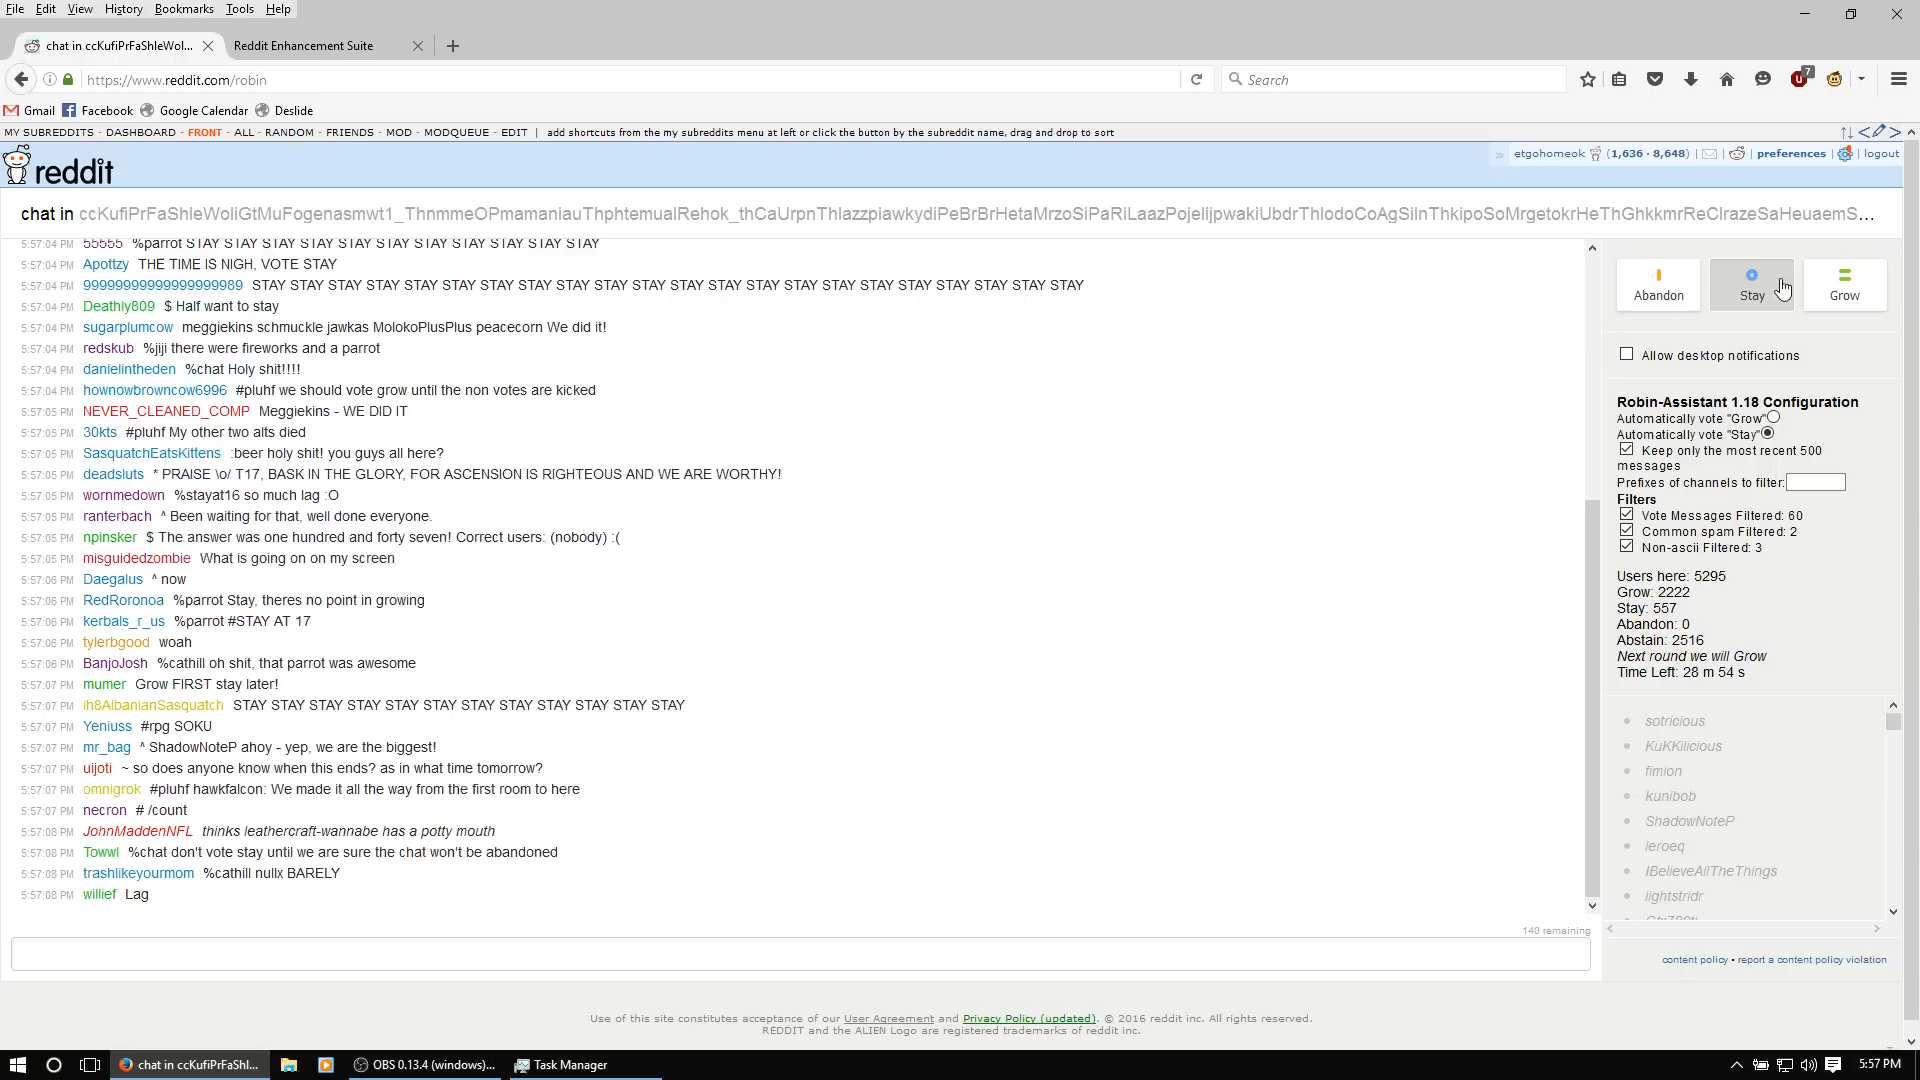 File Edit View History Bookmarks Tools Help
chat in ccKufiPrFaShleWol... Reddit Enhancement Suite
https://www.reddit.com/robin Search 7
Gmail Facebook Google Calendar Deslide
MY SUBREDDITS - DASHBOARD - FRONT - ALL - RANDOM - FRIENDS - MOD - MODQUEUE - EDIT | add shortcuts from the my subreddits menu at left or click the button by the subreddit name, drag and drop to sort
reddit etgohomeok (1,636 · 8,648) | | | preferences | | logout
chat in ccKufiPrFaShleWoliGtMuFogenasmwt1_ThnmmeOPmamaniauThphtemualRehok_thCaUrpnThlazzpiawkydiPeBrBrHetaMrzoSiPaRiLaazPojelijpwakiUbdrThlodoCoAgSilnThkipoSoMrgetokrHeThGhkkmrReClrazeSaHeuaemS...
5:57:04 PM 55555 %parrot STAY STAY STAY STAY STAY STAY STAY STAY STAY STAY STAY
5:57:04 PM Apottzy THE TIME IS NIGH, VOTE STAY
5:57:04 PM 99999999999999999989 STAY STAY STAY STAY STAY STAY STAY STAY STAY STAY STAY STAY STAY STAY STAY STAY STAY STAY STAY STAY STAY STAY
5:57:04 PM Deathly809 $ Half want to stay
5:57:04 PM sugarplumcow meggiekins schmuckle jawkas MolokoPlusPlus peacecorn We did it!
5:57:04 PM redskub %jiji there were fireworks and a parrot
5:57:04 PM danielintheden %chat Holy shit!!!!
5:57:04 PM hownowbrowncow6996 #pluhf we should vote grow until the non votes are kicked
5:57:05 PM NEVER_CLEANED_COMP Meggiekins - WE DID IT
5:57:05 PM 30kts #pluhf My other two alts died
5:57:05 PM SasquatchEatsKittens :beer holy shit! you guys all here?
5:57:05 PM deadsluts * PRAISE \o/ T17, BASK IN THE GLORY, FOR ASCENSION IS RIGHTEOUS AND WE ARE WORTHY!
5:57:05 PM wornmedown %stayat16 so much lag :O
5:57:05 PM ranterbach ^ Been waiting for that, well done everyone.
5:57:05 PM npinsker $ The answer was one hundred and forty seven! Correct users: (nobody) :(
5:57:05 PM misguidedzombie What is going on on my screen
5:57:06 PM Daegalus ^ now
5:57:06 PM RedRoronoa %parrot Stay, theres no point in growing
5:57:06 PM kerbals_r_us %parrot #STAY AT 17
5:57:06 PM tylerbgood woah
5:57:06 PM BanjoJosh %cathill oh shit, that parrot was awesome
5:57:07 PM mumer Grow FIRST stay later!
5:57:07 PM ih8AlbanianSasquatch STAY STAY STAY STAY STAY STAY STAY STAY STAY STAY STAY STAY
5:57:07 PM Yeniuss #rpg SOKU
5:57:07 PM mr_bag ^ ShadowNoteP ahoy - yep, we are the biggest!
5:57:07 PM uijoti ~ so does anyone know when this ends? as in what time tomorrow?
5:57:07 PM omnigrok #pluhf hawkfalcon: We made it all the way from the first room to here
5:57:07 PM necron # /count
5:57:08 PM JohnMaddenNFL thinks leathercraft-wannabe has a potty mouth
5:57:08 PM Towwl %chat don't vote stay until we are sure the chat won't be abandoned
5:57:08 PM trashlikeyourmom %cathill nullx BARELY
5:57:08 PM willief Lag
140 remaining
Abandon Stay Grow
Allow desktop notifications
Robin-Assistant 1.18 Configuration
Automatically vote "Grow"
Automatically vote "Stay"
Keep only the most recent 500
messages
Prefixes of channels to filter:
Filters
Vote Messages Filtered: 60
Common spam Filtered: 2
Non-ascii Filtered: 3
Users here: 5295
Grow: 2222
Stay: 557
Abandon: 0
Abstain: 2516
Next round we will Grow
Time Left: 28 m 54 s
sotricious
KuKKilicious
fimion
kunibob
ShadowNoteP
leroeq
IBelieveAllTheThings
lightstridr
content policy • report a content policy violation
Use of this site constitutes acceptance of our User Agreement and Privacy Policy (updated). © 2016 reddit inc. All rights reserved.
REDDIT and the ALIEN Logo are registered trademarks of reddit inc.
chat in ccKufiPrFaShl... OBS 0.13.4 (windows)... Task Manager 5:57 PM